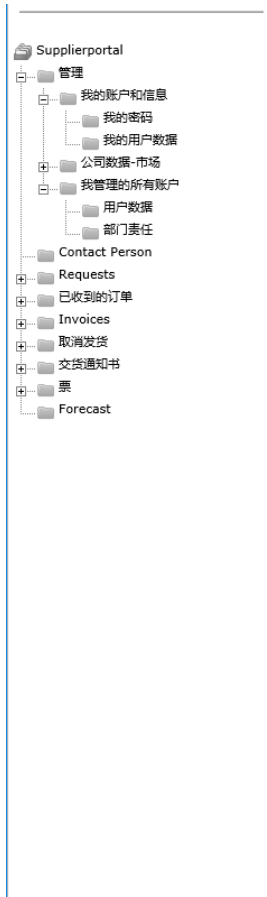 Supplierportal
管理
我的账户和信息
我的密码
我的用户数据
公司数据-市场
我管理的所有账户
用户数据
部门责任
Contact Person
Requests
已收到的订单
Invoices
取消发货
交货通知书
票
Forecast